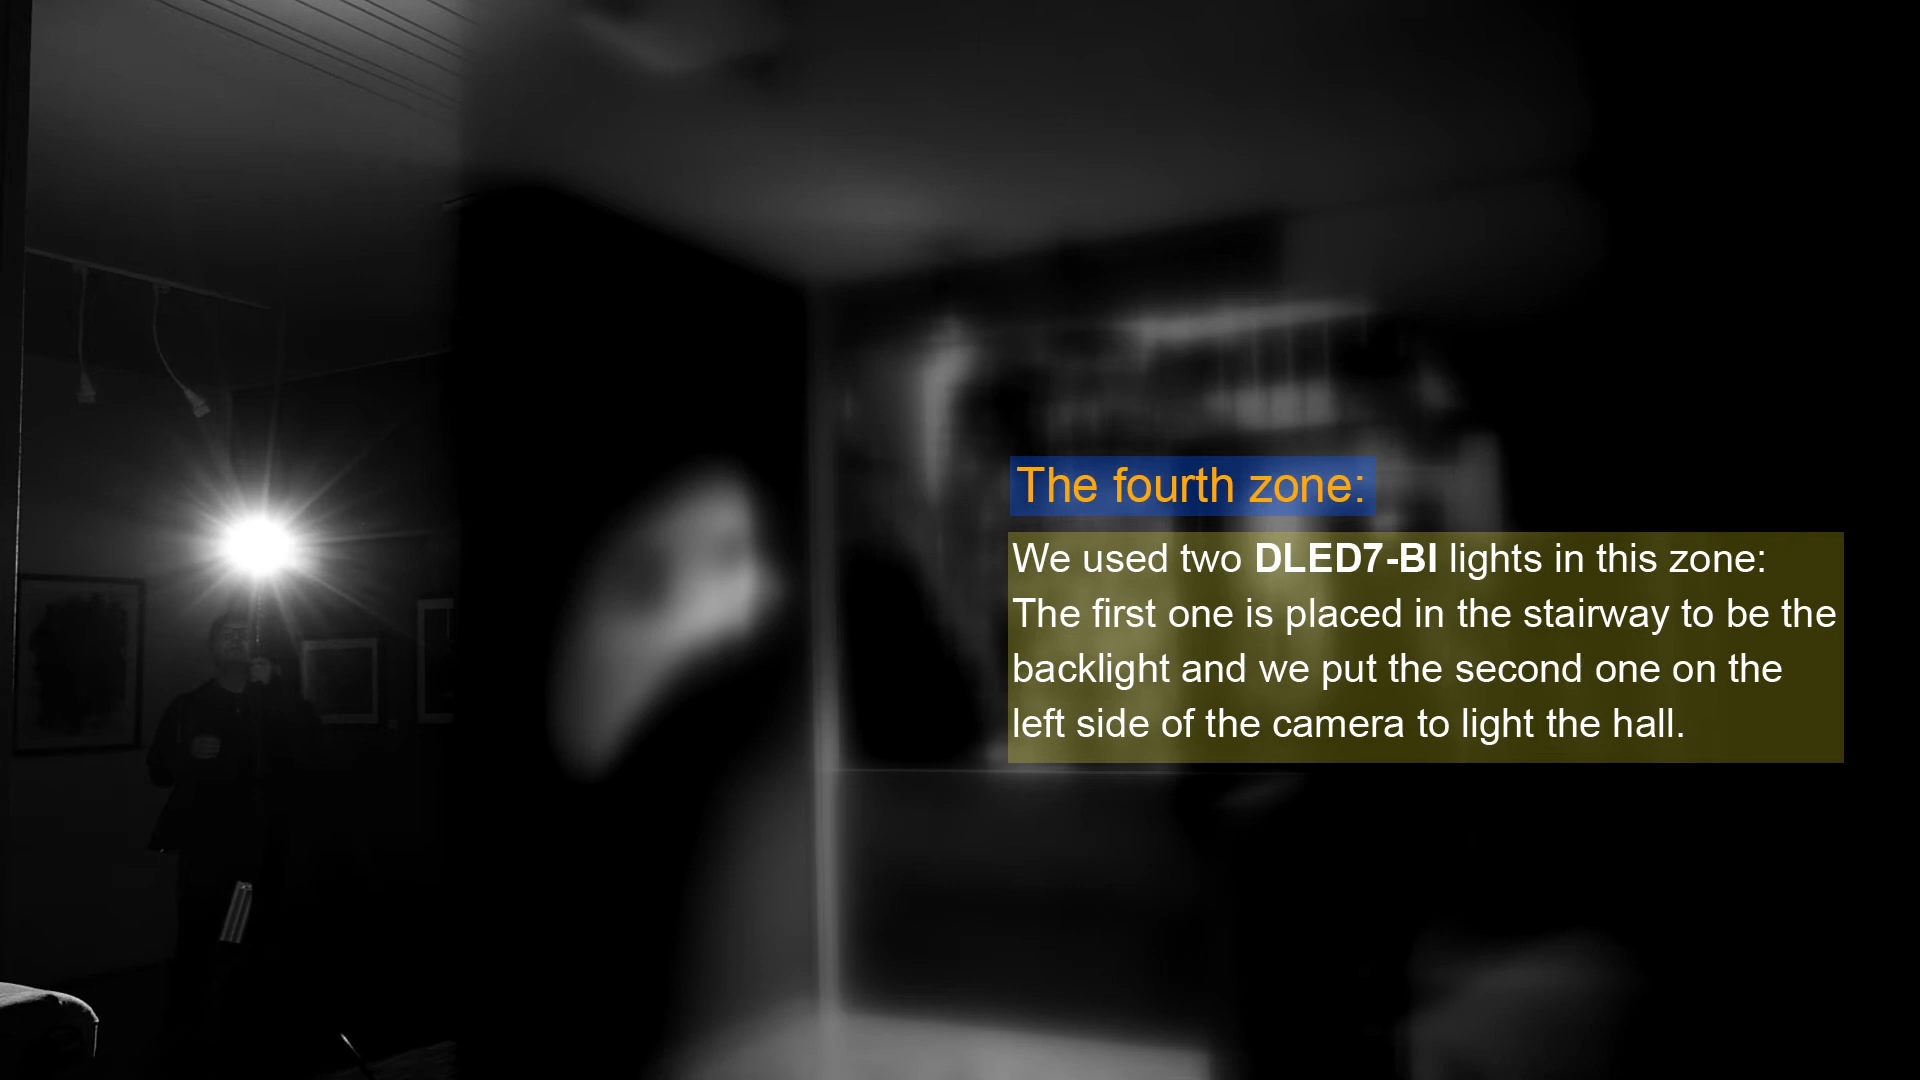 The fourth zone:
We used two DLED7-BI lights in this zone:
The first one is placed in the stairway to be the
backlight and we put the second one on the
left side of the camera to light the hall.